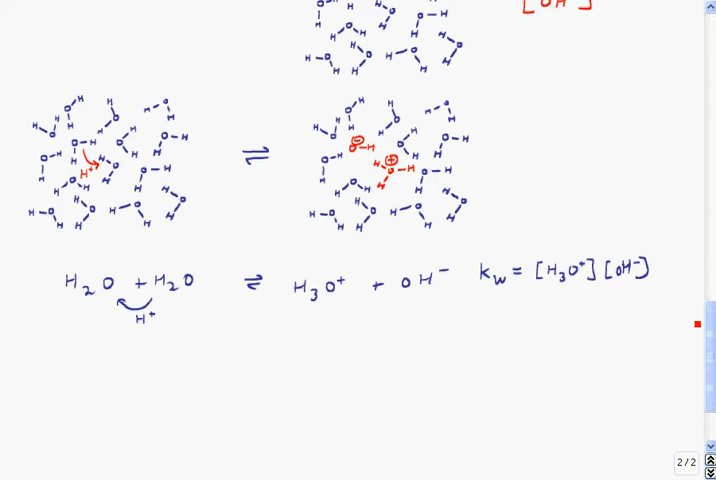 [OH⁻]
H⁺
H₂O + H₂O ⇌ H₃O⁺ + OH⁻ Kw = [H₃O⁺][OH⁻]
H⁺
2/2